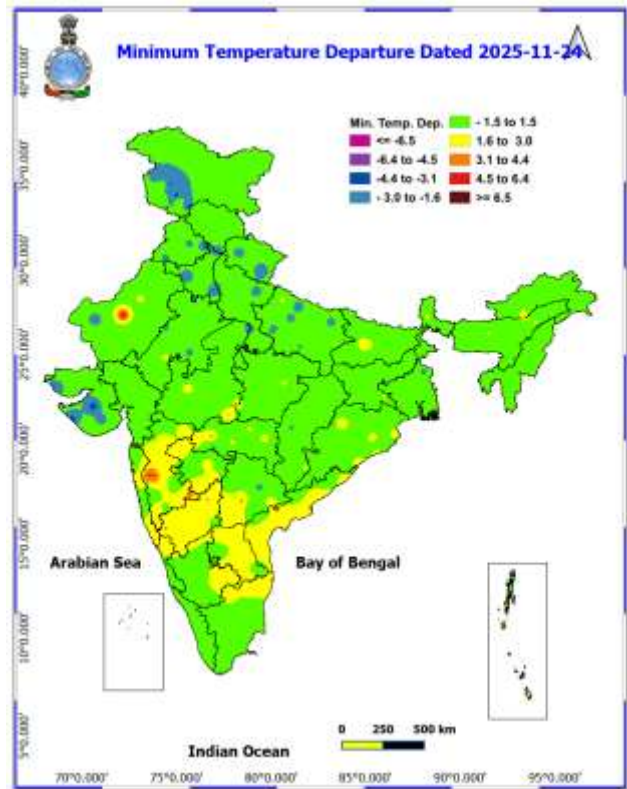 Minimum Temperature Departure Dated 2025-11-24
Min. Temp. Dep.
<= -6.5
-6.4 to -4.5
-4.4 to -3.1
- 3.0 to -1.6
- 1.5 to 1.5
1.6 to 3.0
3.1 to 4.4
4.5 to 6.4
>= 6.5
40°0.000'
35°0.000'
30°0.000'
25°0.000'
20°0.000'
15°0.000'
10°0.000'
5°0.000'
Arabian Sea
Bay of Bengal
Indian Ocean
0 250 500 km
70°0.000' 75°0.000' 80°0.000' 85°0.000' 90°0.000' 95°0.000'